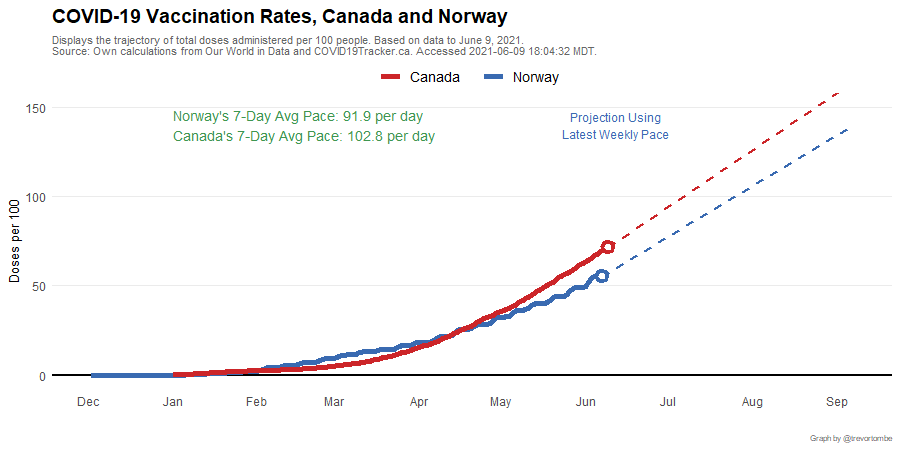 COVID-19 Vaccination Rates, Canada and Norway
Displays the trajectory of total doses administered per 100 people. Based on data to June 9, 2021.
Source: Own calculations from Our World in Data and COVID19Tracker.ca. Accessed 2021-06-09 18:04:32 MDT.
Canada
Norway
Norway's 7-Day Avg Pace: 91.9 per day
Canada's 7-Day Avg Pace: 102.8 per day
Projection Using
Latest Weekly Pace
Doses per 100
150
100
50
0
Dec Jan Feb Mar Apr May Jun Jul Aug Sep
Graph by @trevortombe